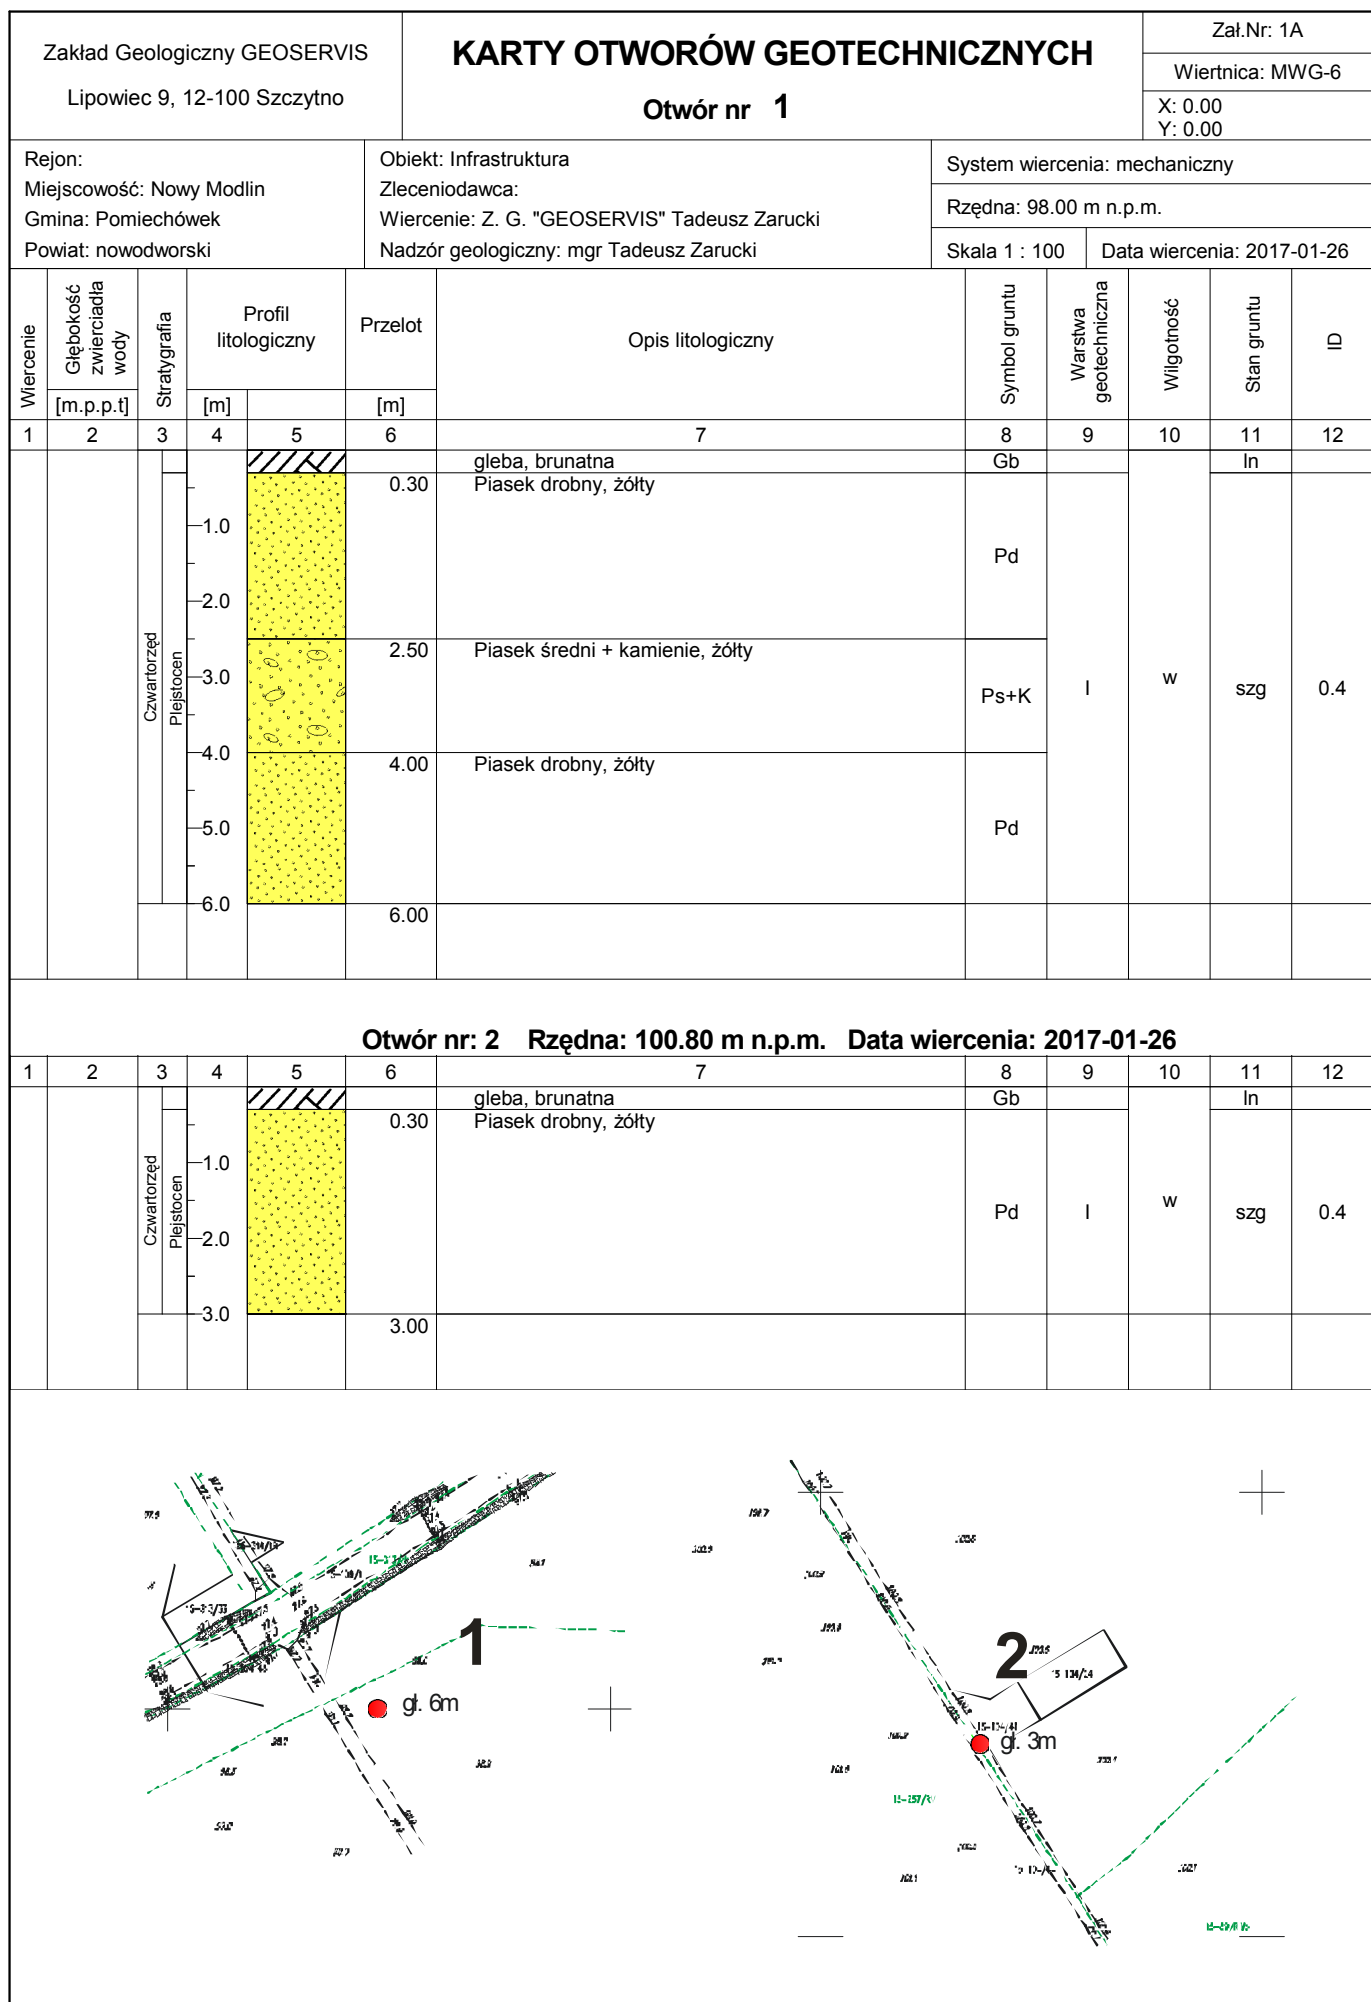 Zakład Geologiczny GEOSERVIS
Lipowiec 9, 12-100 Szczytno
KARTY OTWORÓW GEOTECHNICZNYCH
Otwór nr 1
Zał.Nr: 1A
Wiertnica: MWG-6
X: 0.00
Y: 0.00
Rejon:
Miejscowość: Nowy Modlin
Gmina: Pomiechówek
Powiat: nowodworski
Obiekt: Infrastruktura
Zleceniodawca:
Wiercenie: Z. G. "GEOSERVIS" Tadeusz Zarucki
Nadzór geologiczny: mgr Tadeusz Zarucki
System wiercenia: mechaniczny
Rzędna: 98.00 m n.p.m.
Skala 1 : 100
Data wiercenia: 2017-01-26
Wiercenie
Głębokość
zwierciadła
wody
[m.p.p.t]
Stratygrafia
Profil
litologiczny
[m]
Przelot
[m]
Opis litologiczny
Symbol gruntu
Warstwa
geotechniczna
Wilgotność
Stan gruntu
ID
1 2 3 4 5 6 7 8 9 10 11 12
gleba, brunatna Gb ln
0.30 Piasek drobny, żółty
1.0
Pd
2.0
2.50 Piasek średni + kamienie, żółty
Czwartorzęd
Plejstocen
3.0
Ps+K I w szg 0.4
4.0
4.00 Piasek drobny, żółty
5.0
Pd
6.0
6.00
Otwór nr: 2 Rzędna: 100.80 m n.p.m. Data wiercenia: 2017-01-26
1 2 3 4 5 6 7 8 9 10 11 12
gleba, brunatna Gb ln
0.30 Piasek drobny, żółty
1.0
Czwartorzęd
Plejstocen
Pd I w szg 0.4
2.0
3.0
3.00
1
gł. 6m
2
gł. 3m